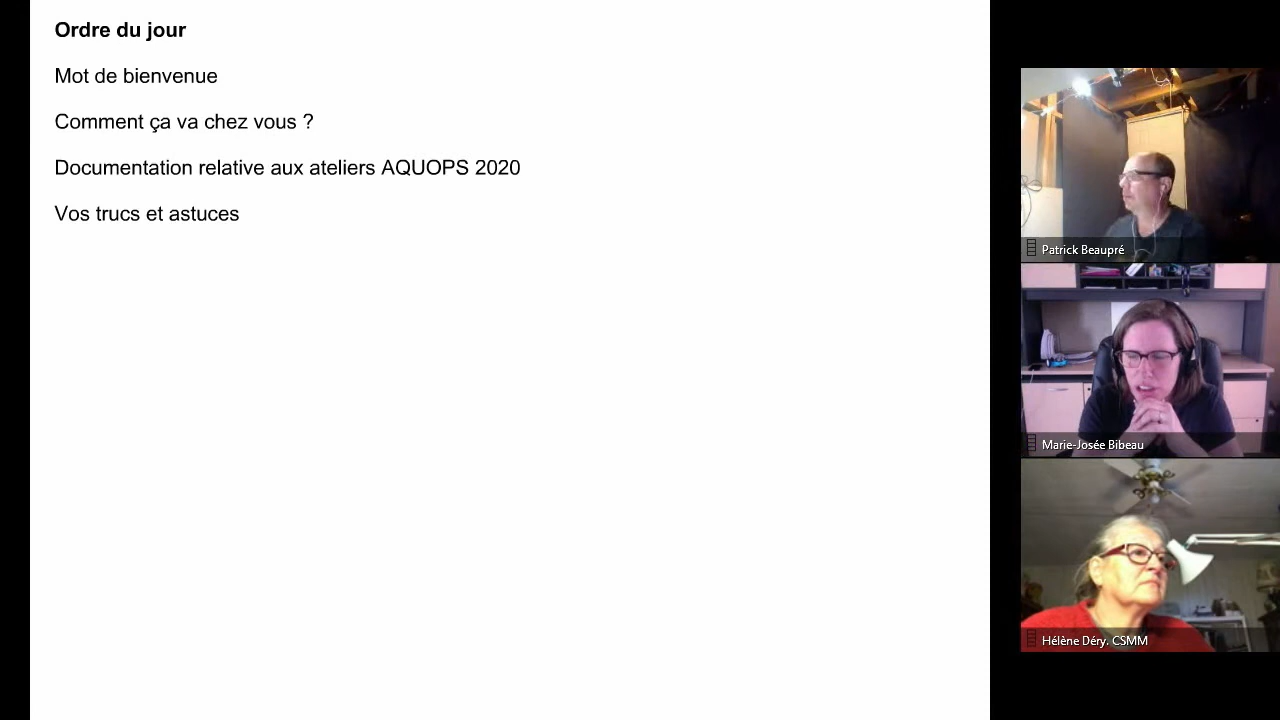 Ordre du jour
Mot de bienvenue
Comment ça va chez vous ?
Documentation relative aux ateliers AQUOPS 2020
Vos trucs et astuces
Patrick Beaupré
Marie-Josée Bibeau
Hélène Déry. CSMM